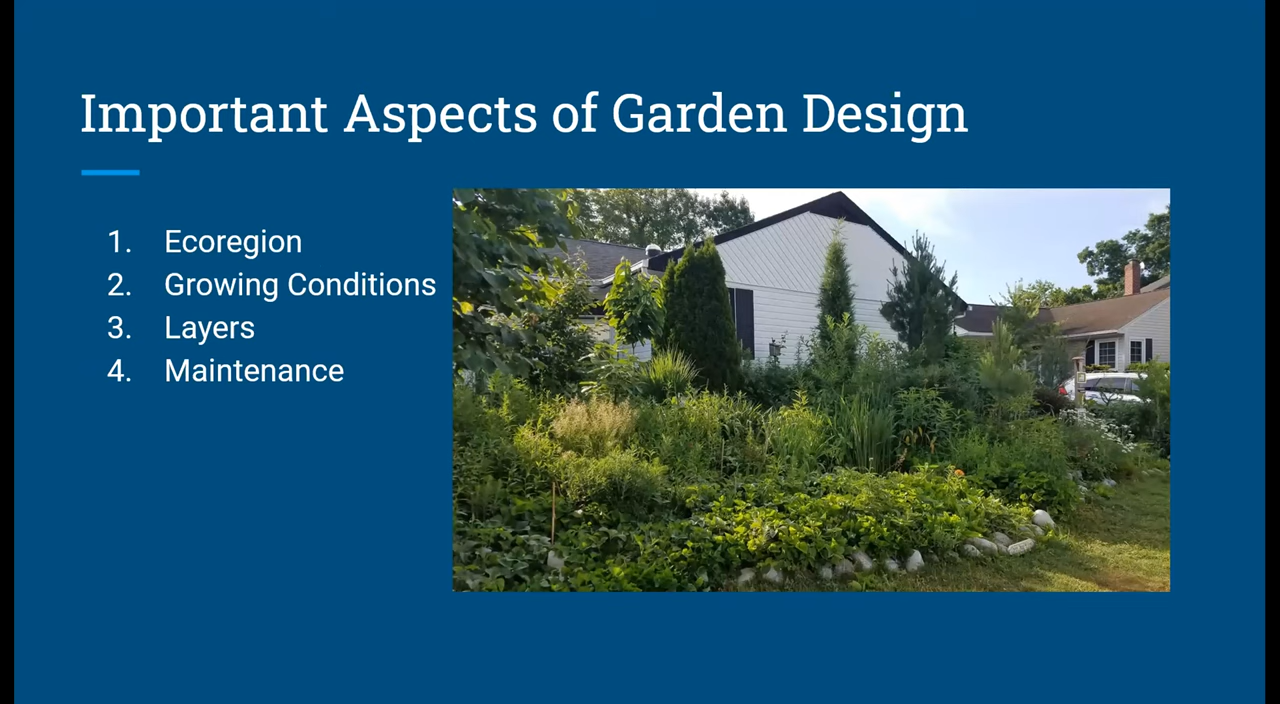 Important Aspects of Garden Design
1. Ecoregion
2. Growing Conditions
3. Layers
4. Maintenance